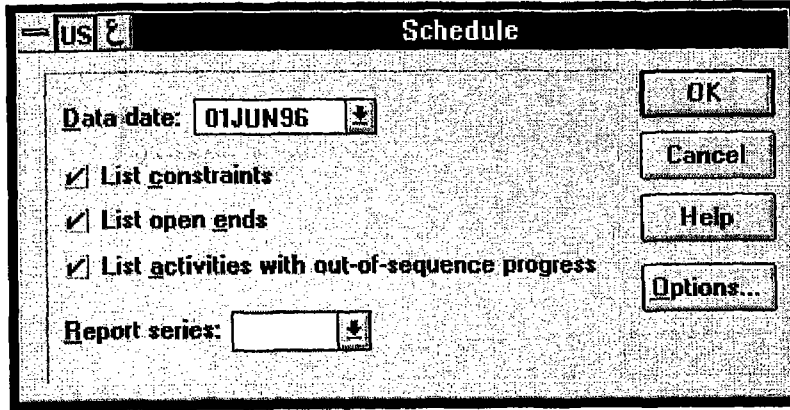 US ع Schedule
Data date: 01JUN96
List constraints
List open ends
List activities with out-of-sequence progress
Report series:
OK
Cancel
Help
Options...